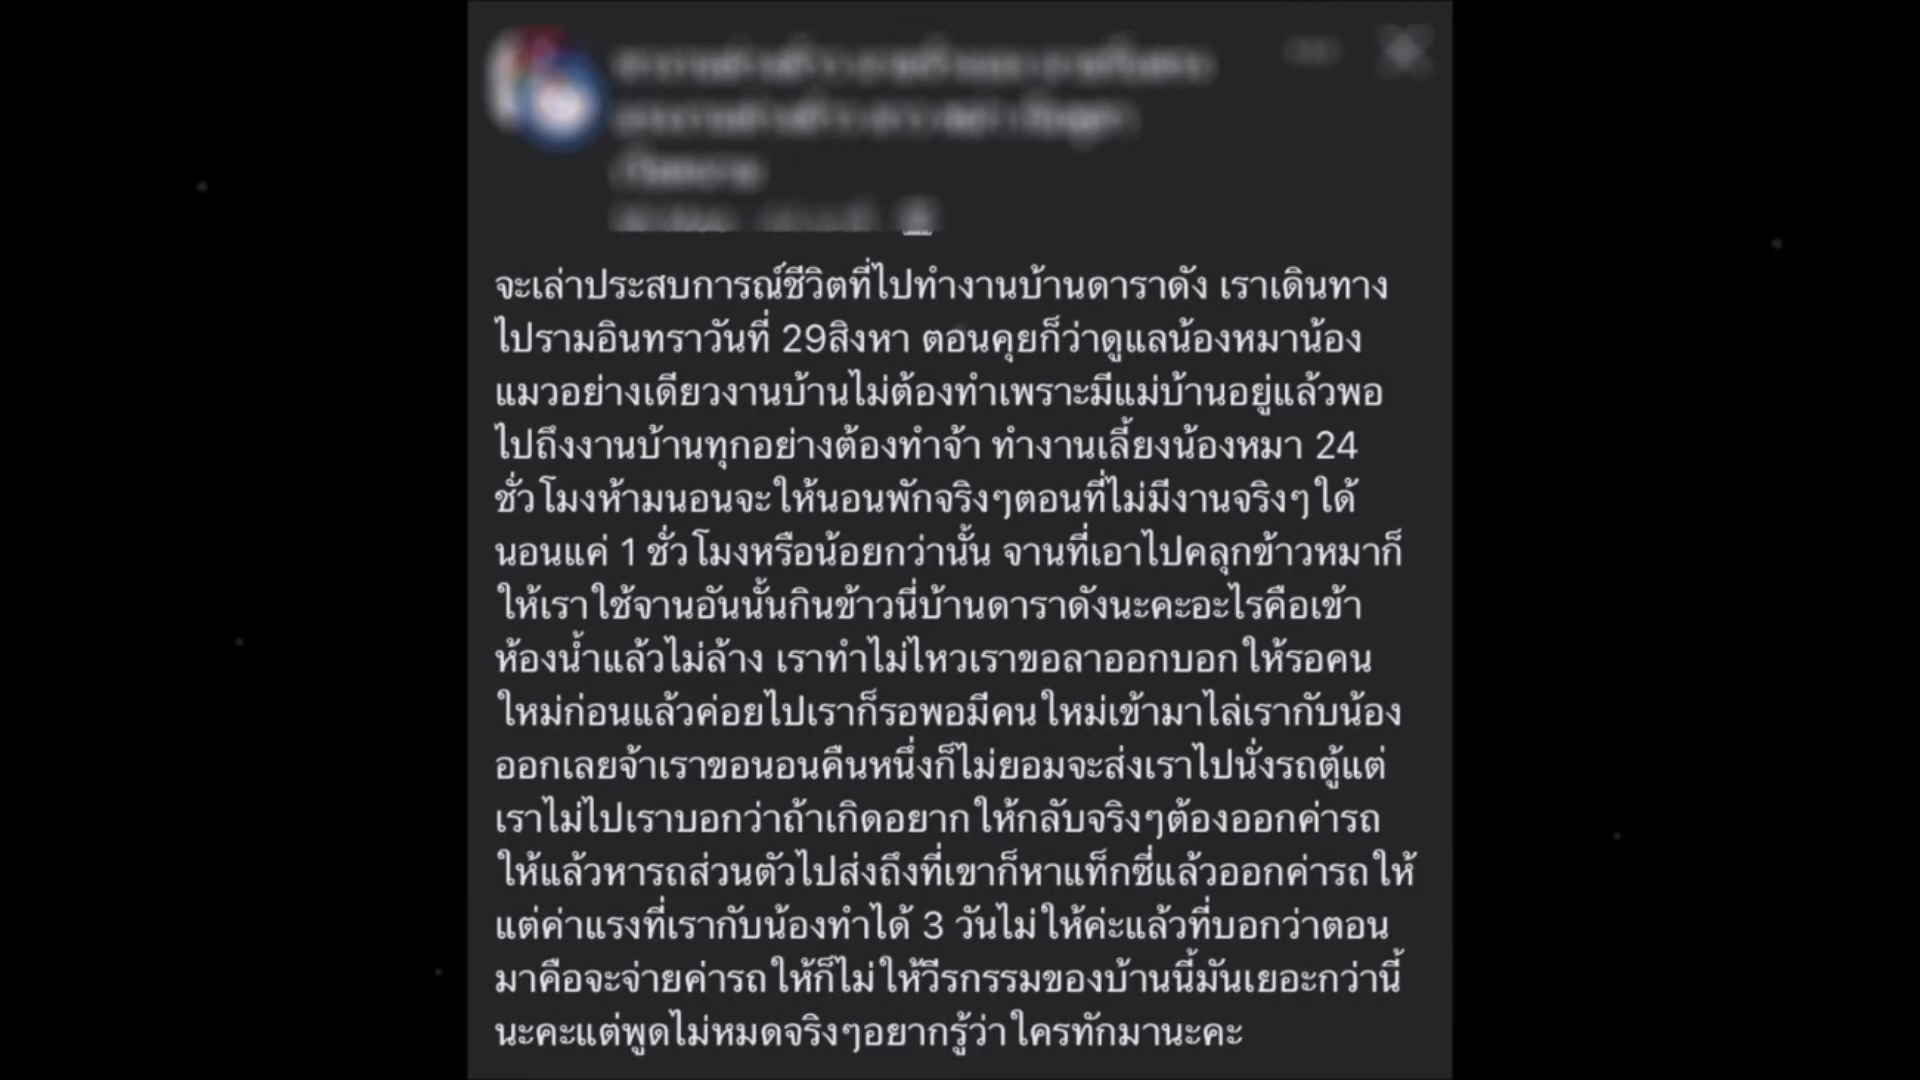 จะเล่าประสบการณ์ชีวิตที่ไปทำงานบ้านดาราดัง เราเดินทาง
ไปรามอินทราวันที่ 29สิงหา ตอนคุยก็ว่าดูแลน้องหมาน้อง
แมวอย่างเดียวงานบ้านไม่ต้องทำเพราะมีแม่บ้านอยู่แล้วพอ
ไปถึงงานบ้านทุกอย่างต้องทำจ้า ทำงานเลี้ยงน้องหมา 24
ชั่วโมงห้ามนอนจะให้นอนพักจริงๆตอนที่ไม่มีงานจริงๆได้
นอนแค่ 1 ชั่วโมงหรือน้อยกว่านั้น จานที่เอาไปคลุกข้าวหมาก็
ให้เราใช้จานอันนั้นกินข้าวนี่บ้านดาราดังนะคะอะไรคือเข้า
ห้องน้ำแล้วไม่ล้าง เราทำไม่ไหวเราขอลาออกบอกให้รอคน
ใหม่ก่อนแล้วค่อยไปเราก็รอพอมีคนใหม่เข้ามาไล่เรากับน้อง
ออกเลยจ้าเราขอนอนคืนหนึ่งก็ไม่ยอมจะส่งเราไปนั่งรถตู้แต่
เราไม่ไปเราบอกว่าถ้าเกิดอยากให้กลับจริงๆต้องออกค่ารถ
ให้แล้วหารถส่วนตัวไปส่งถึงที่เขาก็หาแท็กซี่แล้วออกค่ารถให้
แต่ค่าแรงที่เรากับน้องทำได้ 3 วันไม่ให้ค่ะแล้วที่บอกว่าตอน
มาคือจะจ่ายค่ารถให้ก็ไม่ให้วีรกรรมของบ้านนี้มันเยอะกว่านี้
นะคะแต่พูดไม่หมดจริงๆอยากรู้ว่าใครทักมานะคะ